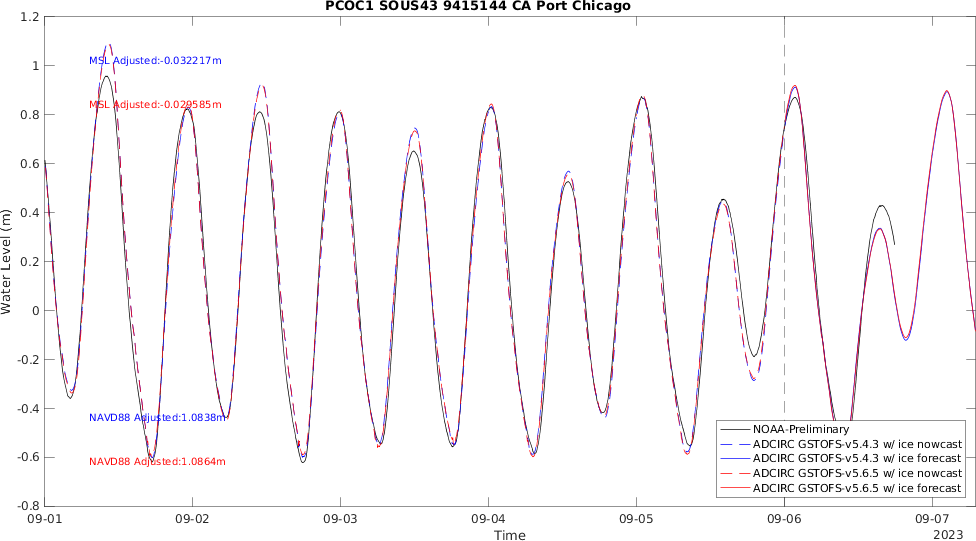 PCOC1 SOUS43 9415144 CA Port Chicago
1.2
1
0.8
0.6
0.4
0.2
0
-0.2
-0.4
-0.6
-0.8
Water Level (m)
MSL Adjusted:-0.032217m
MSL Adjusted:-0.029585m
NAVD88 Adjusted:1.0838m
NAVD88 Adjusted:1.0864m
NOAA-Preliminary
ADCIRC GSTOFS-v5.4.3 w/ ice nowcast
ADCIRC GSTOFS-v5.4.3 w/ ice forecast
ADCIRC GSTOFS-v5.6.5 w/ ice nowcast
ADCIRC GSTOFS-v5.6.5 w/ ice forecast
09-01 09-02 09-03 09-04 09-05 09-06 09-07
Time
2023